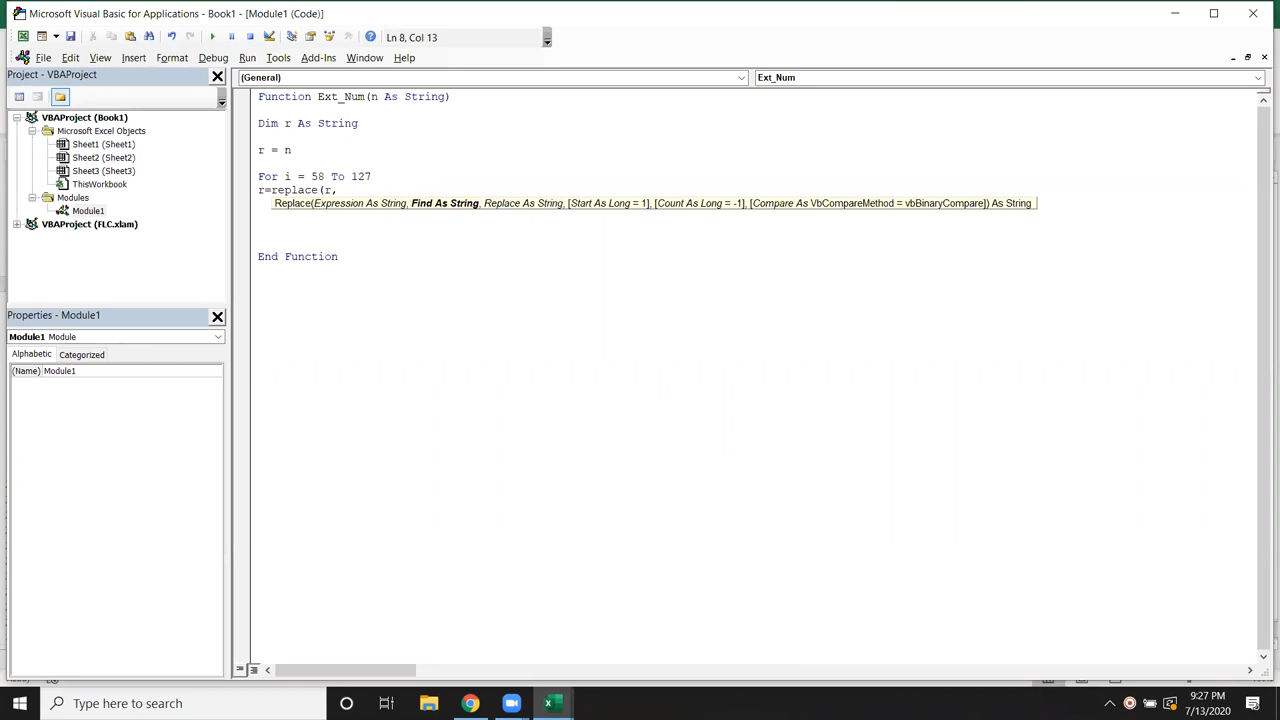 Microsoft Visual Basic for Applications - Book1 - [Module1 (Code)]
Ln 8, Col 13
File Edit View Insert Format Debug Run Tools Add-Ins Window Help
Project - VBAProject
(General)
Ext_Num
VBAProject (Book1)
Microsoft Excel Objects
Sheet1 (Sheet1)
Sheet2 (Sheet2)
Sheet3 (Sheet3)
ThisWorkbook
Modules
Module1
VBAProject (FLC.xlam)
Function Ext_Num(n As String)
Dim r As String
r = n
For i = 58 To 127
r=replace(r,
Replace(Expression As String, Find As String, Replace As String, [Start As Long = 1], [Count As Long = -1], [Compare As VbCompareMethod = vbBinaryCompare]) As String
End Function
Properties - Module1
Module1 Module
Alphabetic Categorized
(Name) Module1
Type here to search
9:27 PM
7/13/2020